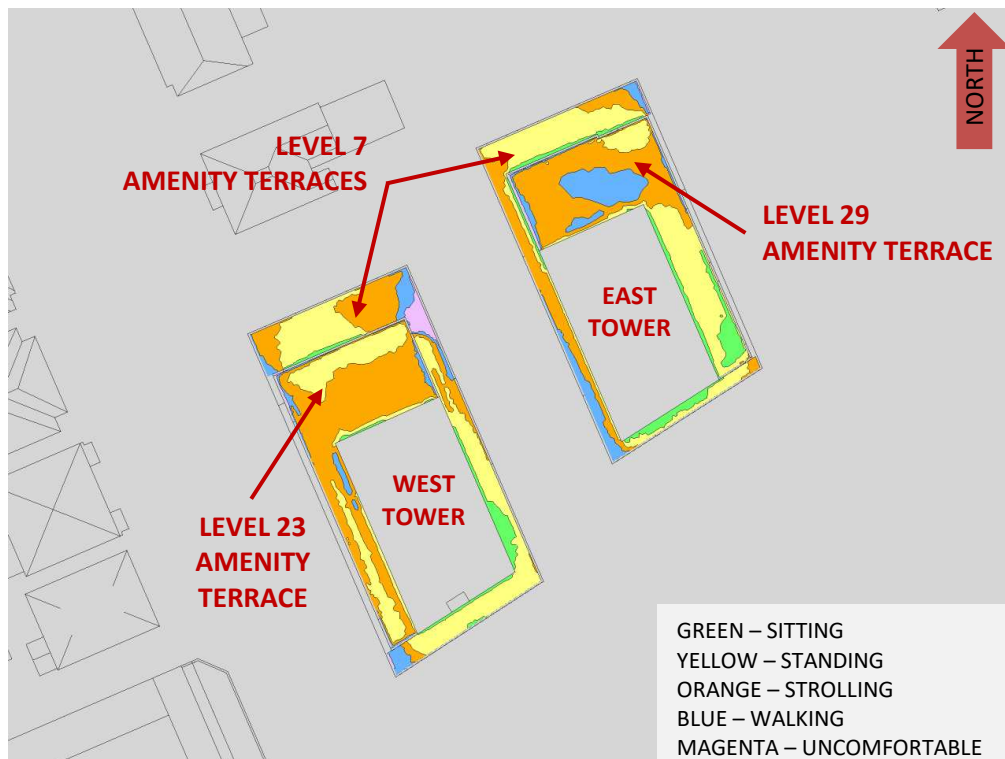 NORTH
LEVEL 7
AMENITY TERRACES
LEVEL 29
AMENITY TERRACE
EAST
TOWER
WEST
TOWER
LEVEL 23
AMENITY
TERRACE
GREEN – SITTING
YELLOW – STANDING
ORANGE – STROLLING
BLUE – WALKING
MAGENTA – UNCOMFORTABLE